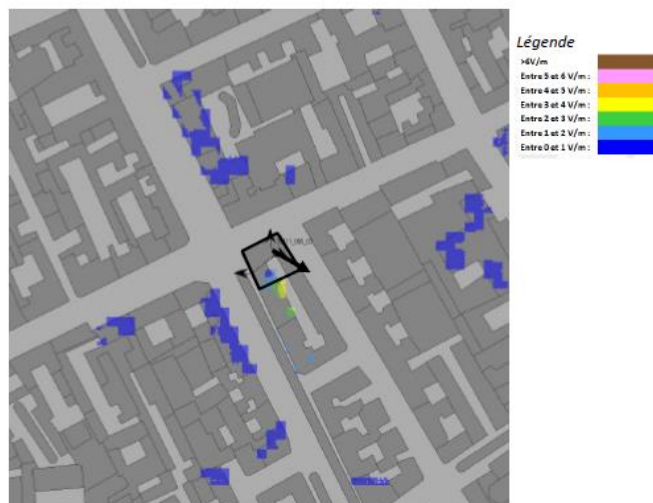 Légende
>6V/m
Entre 5 et 6 V/m :
Entre 4 et 5 V/m :
Entre 3 et 4 V/m :
Entre 2 et 3 V/m :
Entre 1 et 2 V/m :
Entre 0 et 1 V/m :